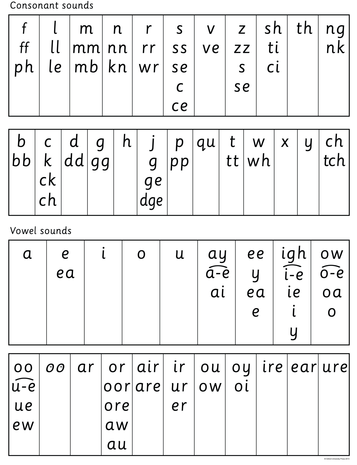 Consonant sounds
f l m n r s v z sh th ng
ff ll mm nn rr ss ve zz ti nk
ph le mb kn wr se s ci
c se
ce
b c d g h j p qu t w x y ch
bb k dd gg g pp tt wh tch
ck ge
ch dge
Vowel sounds
a e i o u ay ee igh ow
ea a-e y i-e o-e
ai ea ie oa
e i o
y
oo oo ar or air ir ou oy ire ear ure
u-e oor are ur ow oi
ue ore er
ew aw
au